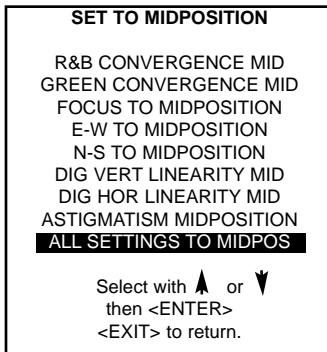 SET TO MIDPOSITION
R&B CONVERGENCE MID
GREEN CONVERGENCE MID
FOCUS TO MIDPOSITION
E-W TO MIDPOSITION
N-S TO MIDPOSITION
DIG VERT LINEARITY MID
DIG HOR LINEARITY MID
ASTIGMATISM MIDPOSITION
ALL SETTINGS TO MIDPOS
Select with or
then <ENTER>
<EXIT> to return.